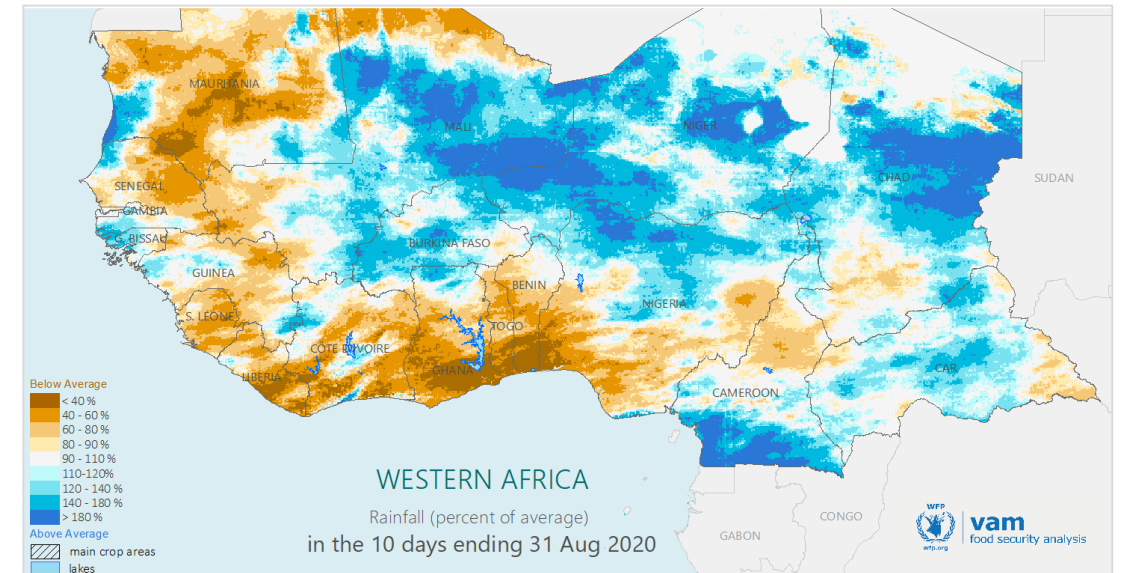 MAURITANIA
MALI
NIGER
CHAD
SUDAN
SENEGAL
GAMBIA
G. BISSAU
BURKINA FASO
GUINEA
BENIN
NIGERIA
S. LEONE
TOGO
COTE D'IVOIRE
GHANA
LIBERIA
CAR
CAMEROON
CONGO
GABON
Below Average
< 40 %
40 - 60 %
60 - 80 %
80 - 90 %
90 - 110 %
110-120%
120 - 140 %
140 - 180 %
> 180 %
Above Average
main crop areas
lakes
WESTERN AFRICA
Rainfall (percent of average)
in the 10 days ending 31 Aug 2020
WFP
wfp.org
vam
food security analysis